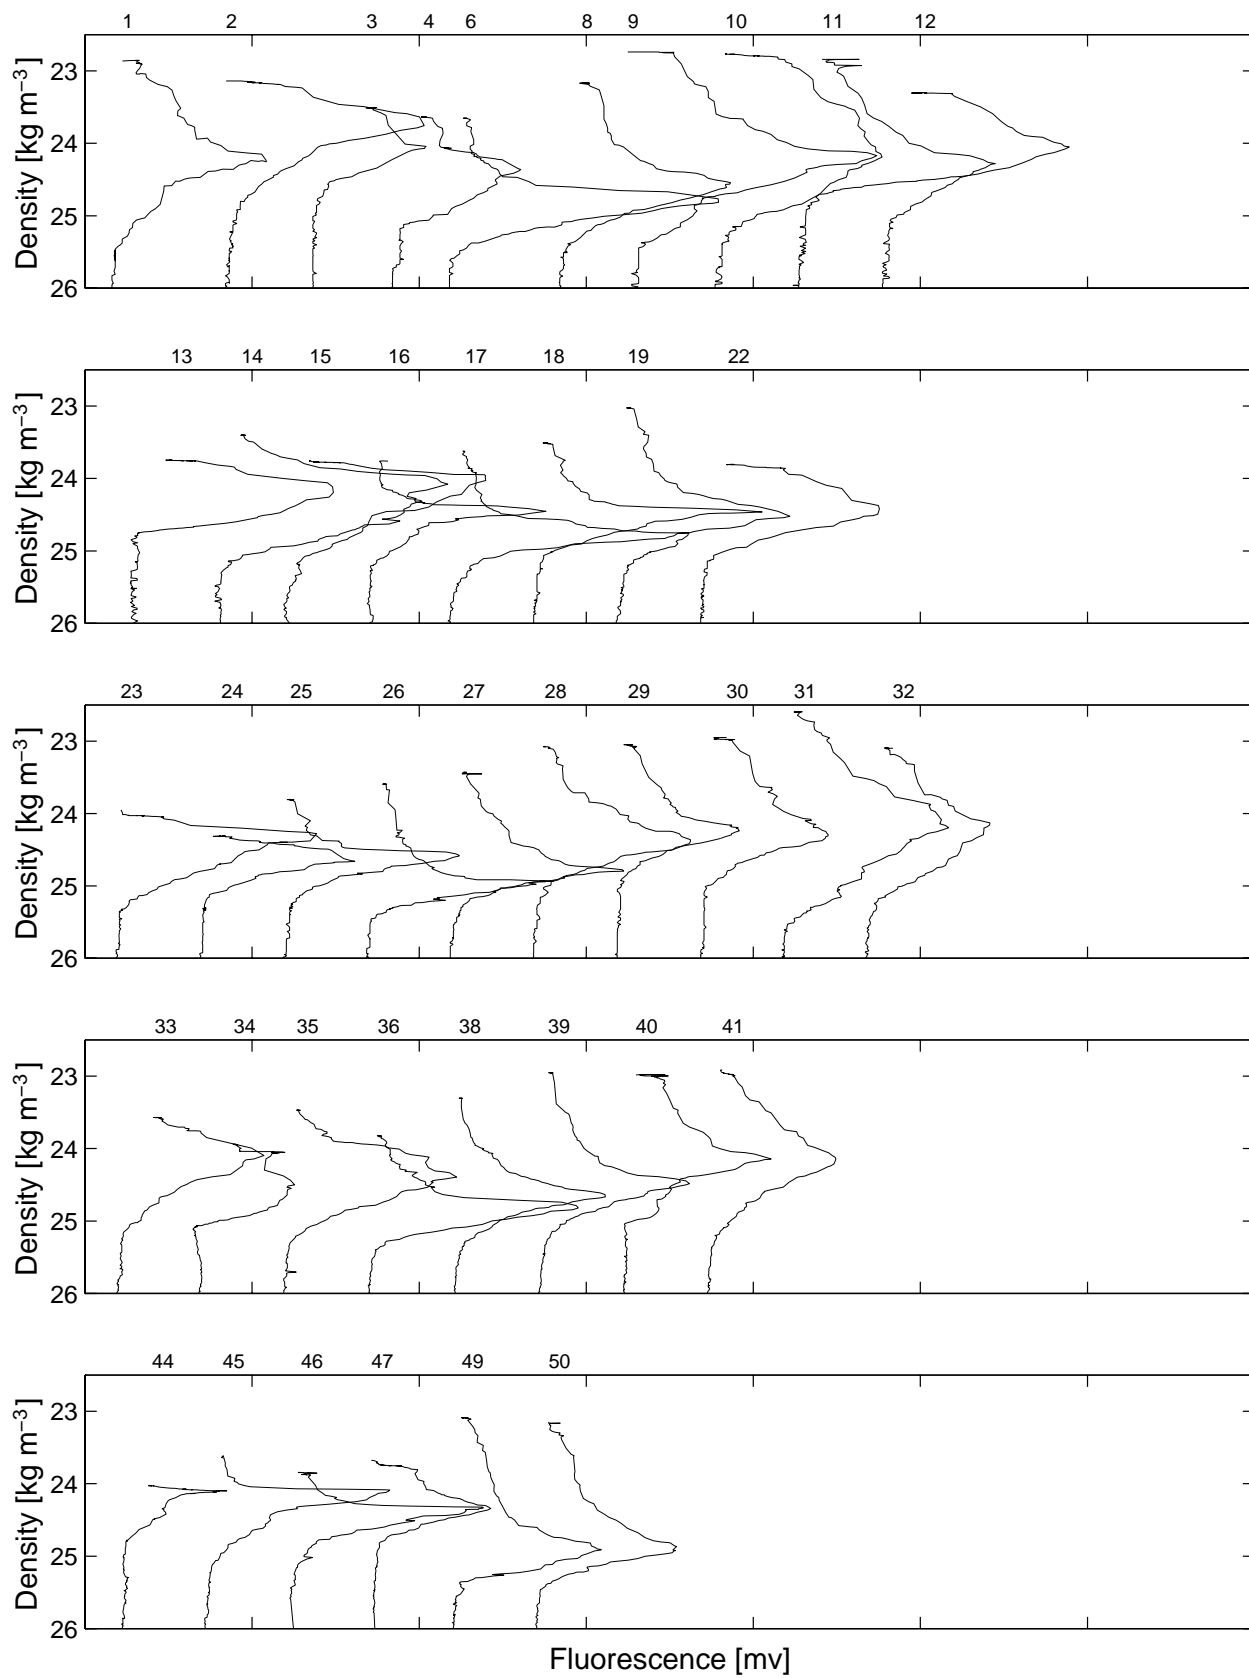 1 2 3 4 6 8 9 10 11 12
Density [kg m⁻³]
23
24
25
26
13 14 15 16 17 18 19 22
Density [kg m⁻³]
23
24
25
26
23 24 25 26 27 28 29 30 31 32
Density [kg m⁻³]
23
24
25
26
33 34 35 36 38 39 40 41
Density [kg m⁻³]
23
24
25
26
44 45 46 47 49 50
Density [kg m⁻³]
23
24
25
26
Fluorescence [mv]